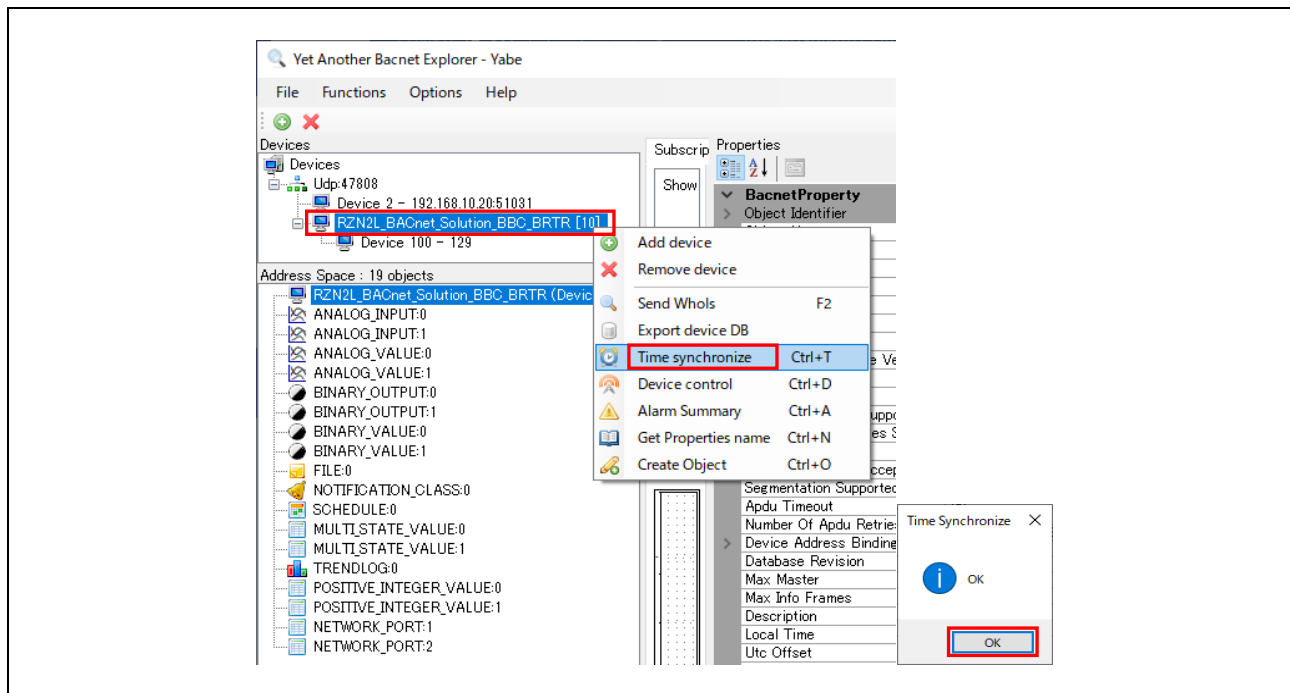 Yet Another Bacnet Explorer - Yabe
File Functions Options Help
Devices
Devices
Udp:47808
Device 2 - 192.168.10.20:51031
RZN2L_BACnet_Solution_BBC_BRTR [10]
Device 100 - 129
Address Space : 19 objects
RZN2L_BACnet_Solution_BBC_BRTR (Devic
ANALOG_INPUT:0
ANALOG_INPUT:1
ANALOG_VALUE:0
ANALOG_VALUE:1
BINARY_OUTPUT:0
BINARY_OUTPUT:1
BINARY_VALUE:0
BINARY_VALUE:1
FILE:0
NOTIFICATION_CLASS:0
SCHEDULE:0
MULTI_STATE_VALUE:0
MULTI_STATE_VALUE:1
TRENDLOG:0
POSITIVE_INTEGER_VALUE:0
POSITIVE_INTEGER_VALUE:1
NETWORK_PORT:1
NETWORK_PORT:2
Subscrip
Show
Properties
BacnetProperty
Object Identifier
Add device
Remove device
Send WhoIs F2
Export device DB
Time synchronize Ctrl+T
Device control Ctrl+D
Alarm Summary Ctrl+A
Get Properties name Ctrl+N
Create Object Ctrl+O
Segmentation Supported
Apdu Timeout
Number Of Apdu Retrie
Device Address Binding
Database Revision
Max Master
Max Info Frames
Description
Local Time
Utc Offset
Time Synchronize
OK
OK